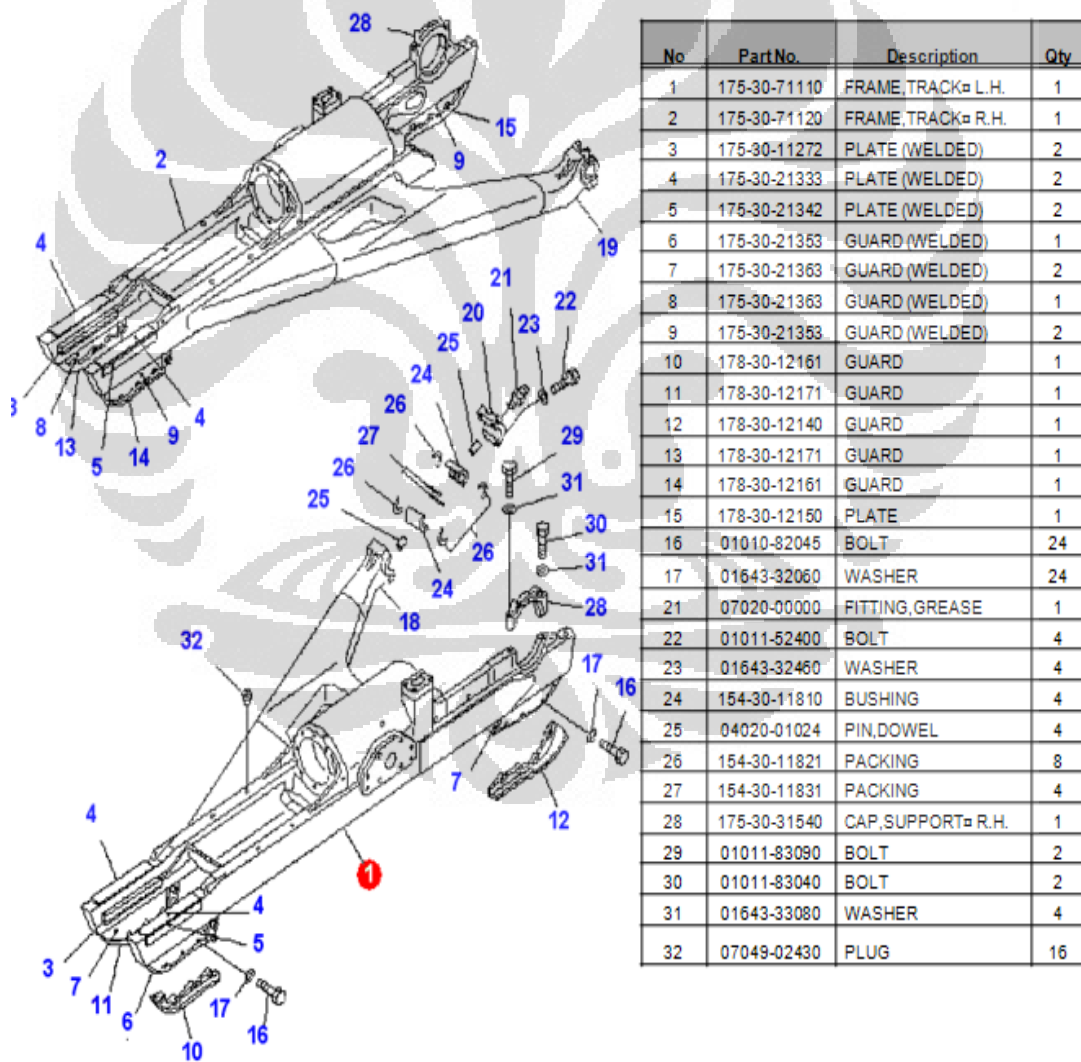 28
15
9
2
19
4
21
22
20
23
25
24
26
3
8
13
5
14
9
4
27
29
26
31
25
30
26
31
24
28
18
32
17
16
7
12
4
1
4
5
3
7
11
6
10
17
16
No Part No. Description Qty
1 175-30-71110 FRAME,TRACK¤ L.H. 1
2 175-30-71120 FRAME,TRACK¤ R.H. 1
3 175-30-11272 PLATE (WELDED) 2
4 175-30-21333 PLATE (WELDED) 2
5 175-30-21342 PLATE (WELDED) 2
6 175-30-21353 GUARD (WELDED) 1
7 175-30-21363 GUARD (WELDED) 2
8 175-30-21363 GUARD (WELDED) 1
9 175-30-21353 GUARD (WELDED) 2
10 178-30-12161 GUARD 1
11 178-30-12171 GUARD 1
12 178-30-12140 GUARD 1
13 178-30-12171 GUARD 1
14 178-30-12161 GUARD 1
15 178-30-12150 PLATE 1
16 01010-82045 BOLT 24
17 01643-32060 WASHER 24
21 07020-00000 FITTING,GREASE 1
22 01011-52400 BOLT 4
23 01643-32460 WASHER 4
24 154-30-11810 BUSHING 4
25 04020-01024 PIN,DOWEL 4
26 154-30-11821 PACKING 8
27 154-30-11831 PACKING 4
28 175-30-31540 CAP,SUPPORT¤ R.H. 1
29 01011-83090 BOLT 2
30 01011-83040 BOLT 2
31 01643-33080 WASHER 4
32 07049-02430 PLUG 16